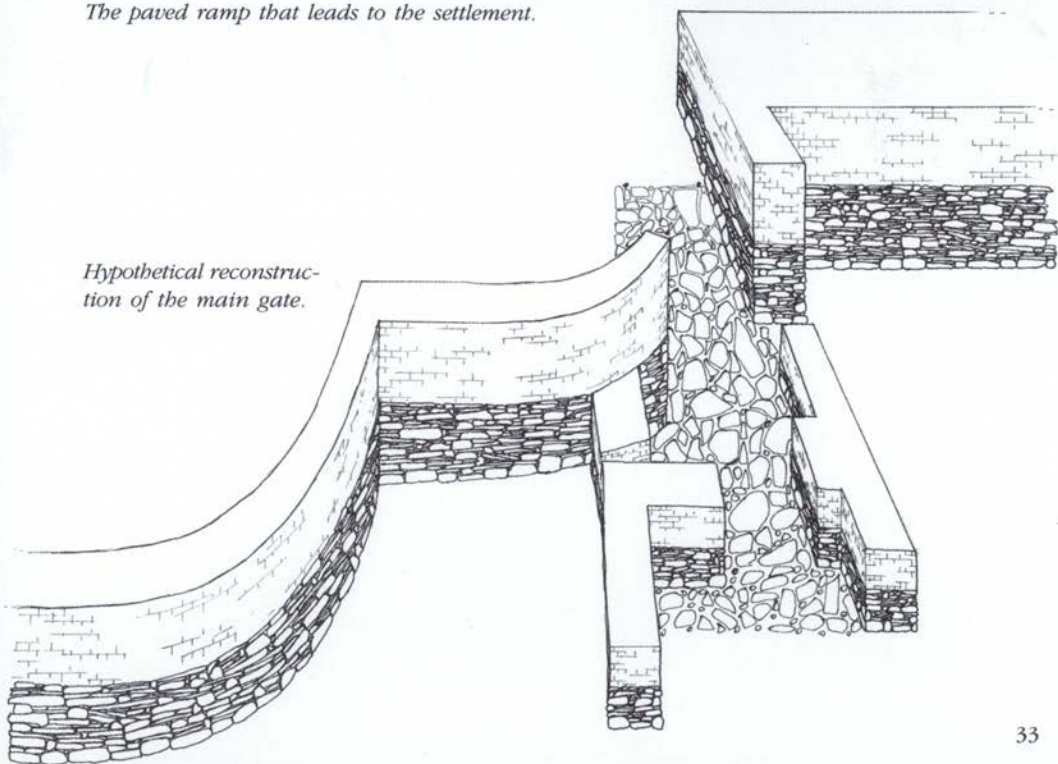 The paved ramp that leads to the settlement.
Hypothetical reconstruc-
tion of the main gate.
33